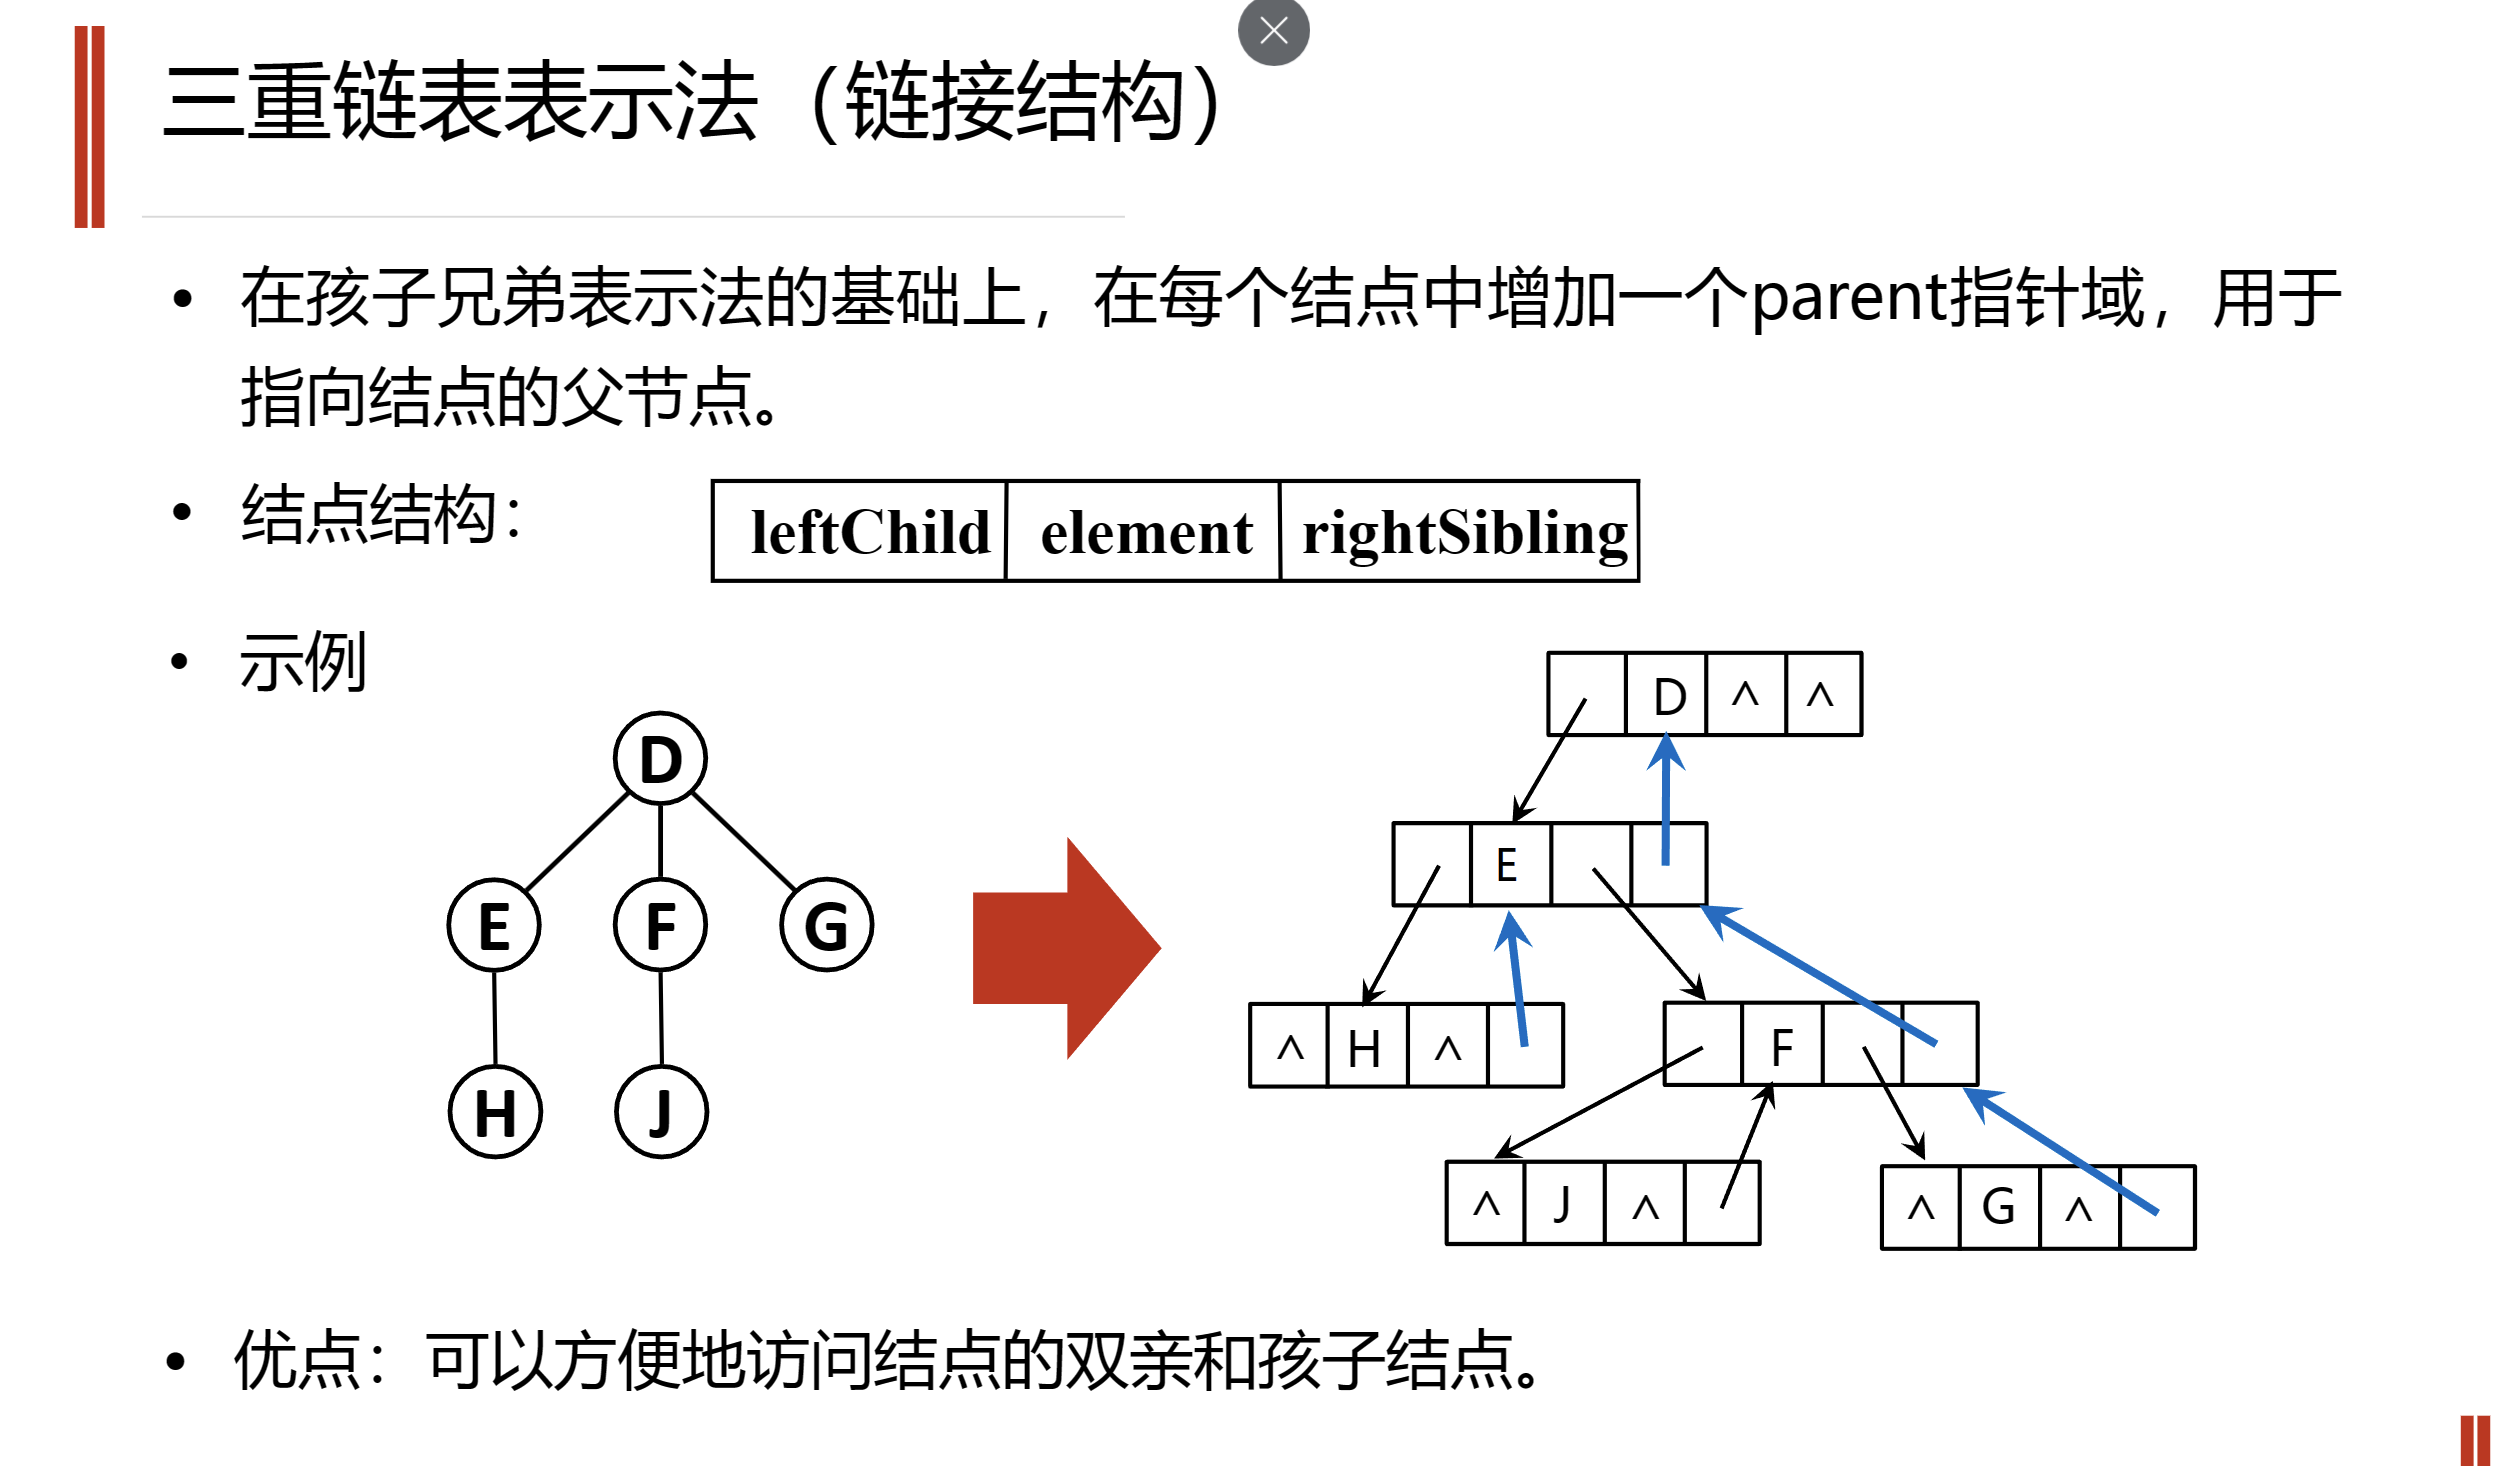 三重链表表示法（链接结构）
• 在孩子兄弟表示法的基础上，在每个结点中增加一个parent指针域，用于
指向结点的父节点。
• 结点结构：
leftChild element rightSibling
• 示例
D
E F G
H J
D ^ ^
E
^ H ^
F
^ J ^
^ G ^
• 优点：可以方便地访问结点的双亲和孩子结点。